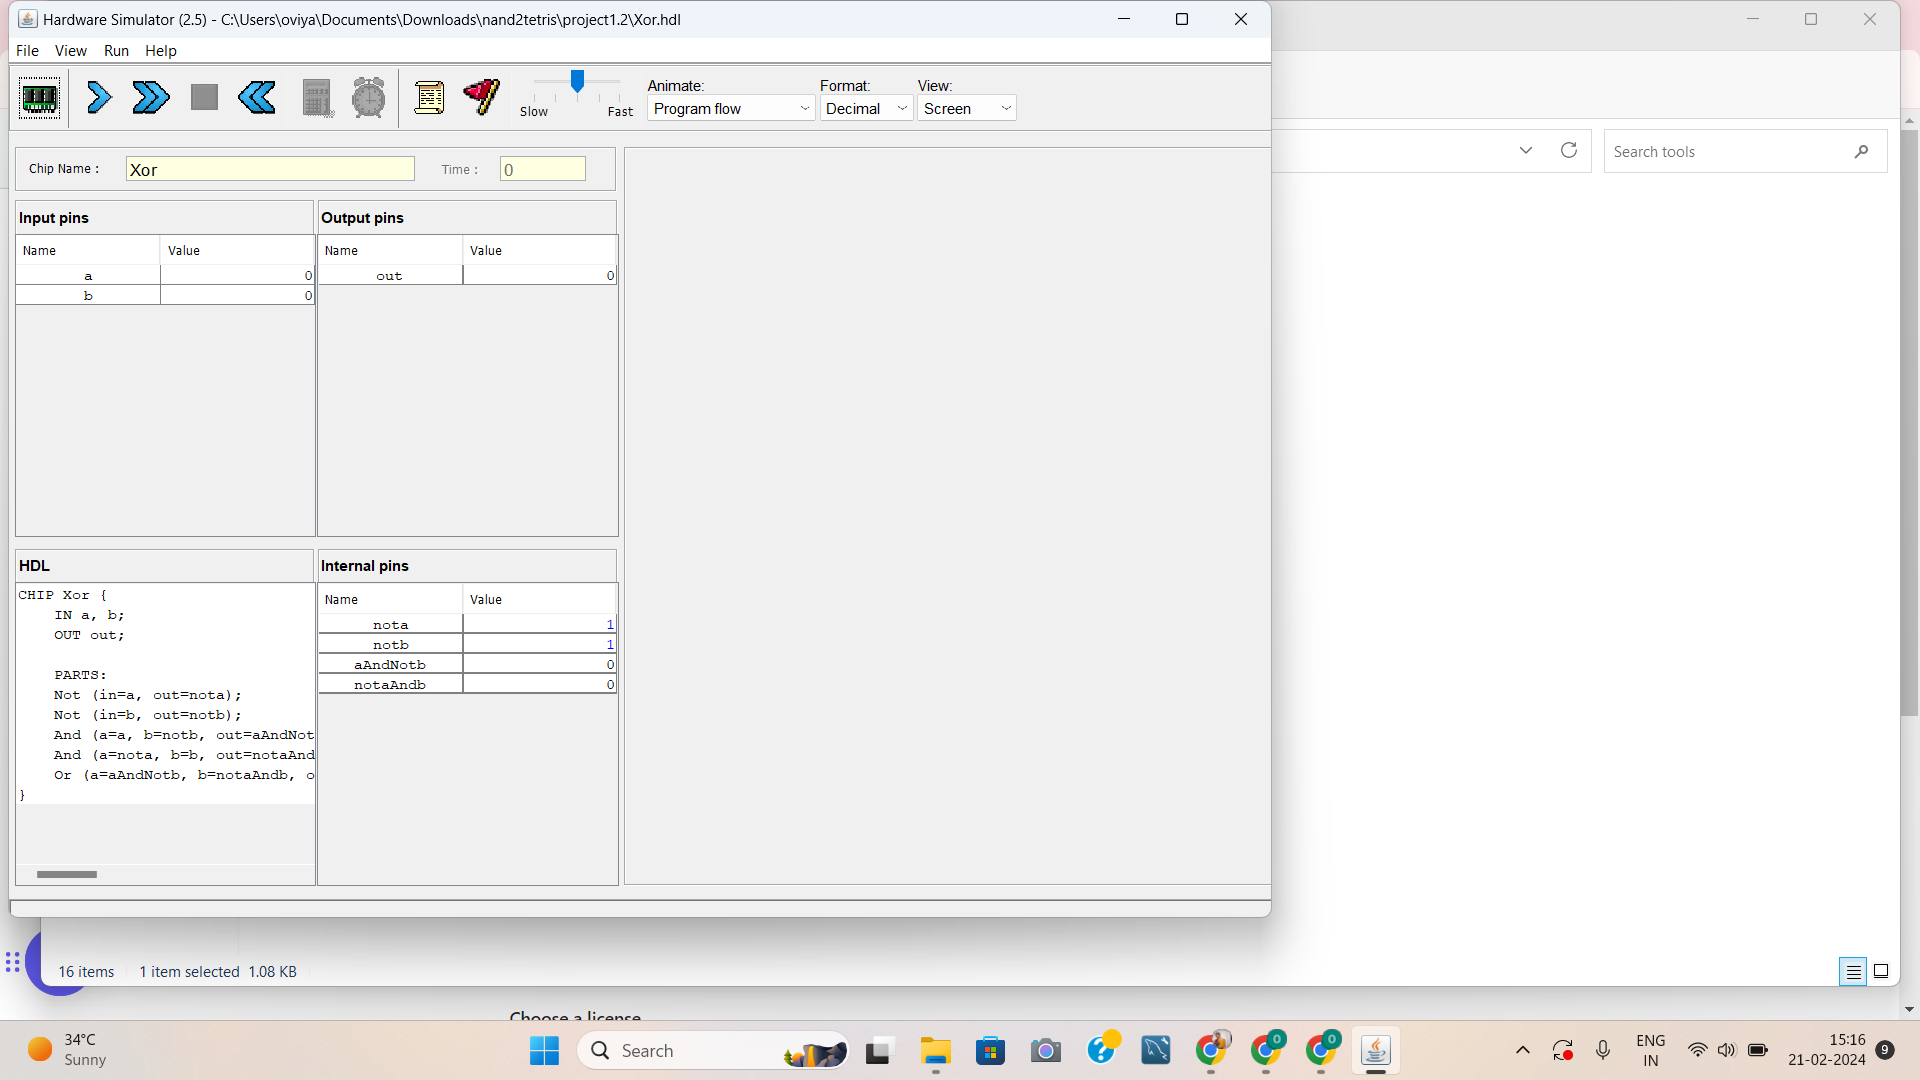 Hardware Simulator (2.5) - C:\Users\oviya\Documents\Downloads\nand2tetris\project1.2\Xor.hdl
File View Run Help
Slow Fast
Animate: Format: View:
Program flow Decimal Screen
Search tools
Chip Name : Xor Time : 0
Input pins
Name Value
a 0
b 0
Output pins
Name Value
out 0
HDL
CHIP Xor {
IN a, b;
OUT out;
PARTS:
Not (in=a, out=nota);
Not (in=b, out=notb);
And (a=a, b=notb, out=aAndNot
And (a=nota, b=b, out=notaAnd
Or (a=aAndNotb, b=notaAndb, o
}
Internal pins
Name Value
nota 1
notb 1
aAndNotb 0
notaAndb 0
16 items 1 item selected 1.08 KB
Choose a license
34°C
Sunny
Search
0
0
ENG
IN
15:16
21-02-2024
9